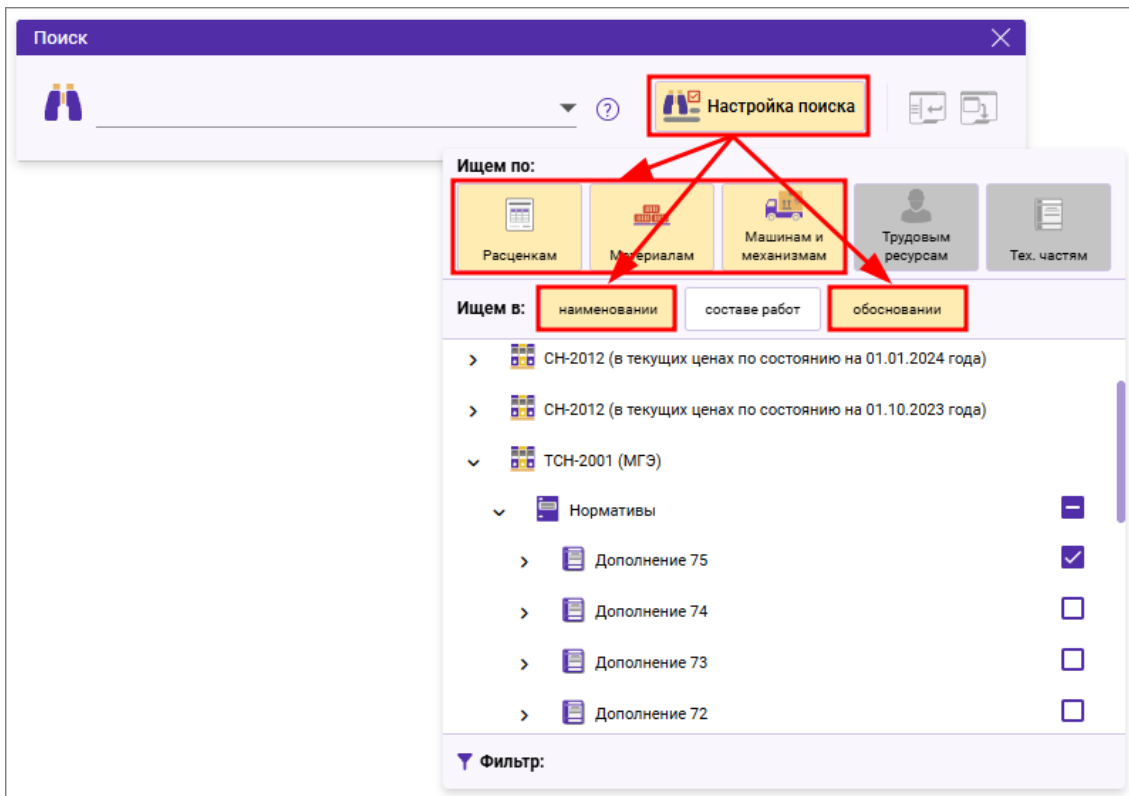 Поиск
Настройка поиска
Ищем по:
Расценкам
Материалам
Машинам и
механизмам
Трудовым
ресурсам
Тех. частям
Ищем в:
наименовании
составе работ
обосновании
СН-2012 (в текущих ценах по состоянию на 01.01.2024 года)
СН-2012 (в текущих ценах по состоянию на 01.10.2023 года)
ТСН-2001 (МГЭ)
Нормативы
Дополнение 75
Дополнение 74
Дополнение 73
Дополнение 72
Фильтр: